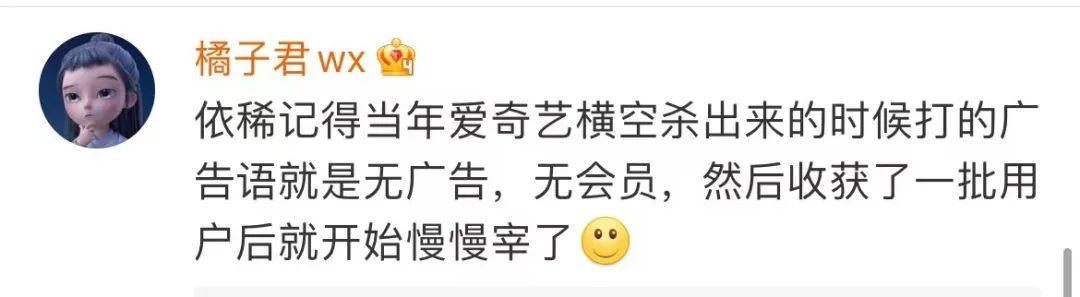 橘子君wx
依稀记得当年爱奇艺横空杀出来的时候打的广
告语就是无广告，无会员，然后收获了一批用
户后就开始慢慢宰了